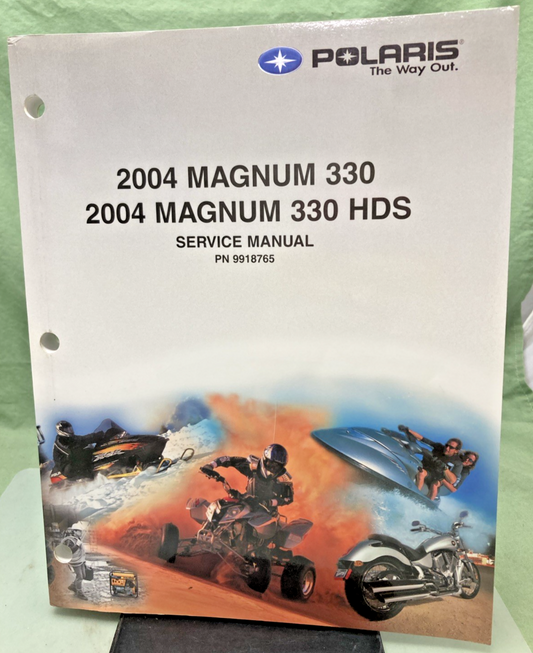 POLARIS®
The Way Out.
2004 MAGNUM 330
2004 MAGNUM 330 HDS
SERVICE MANUAL
PN 9918765